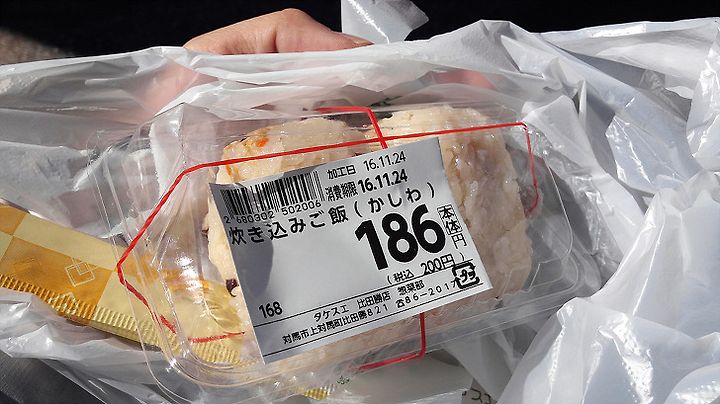 加工日 16.11.24
消費期限 16.11.24
2680302502006
炊き込みご飯(かしわ)
186 本体円
(税込 200円)
プラ
168
タケスエ 比田勝店 惣菜部
対馬市上対馬町比田勝821 ☎86-2017